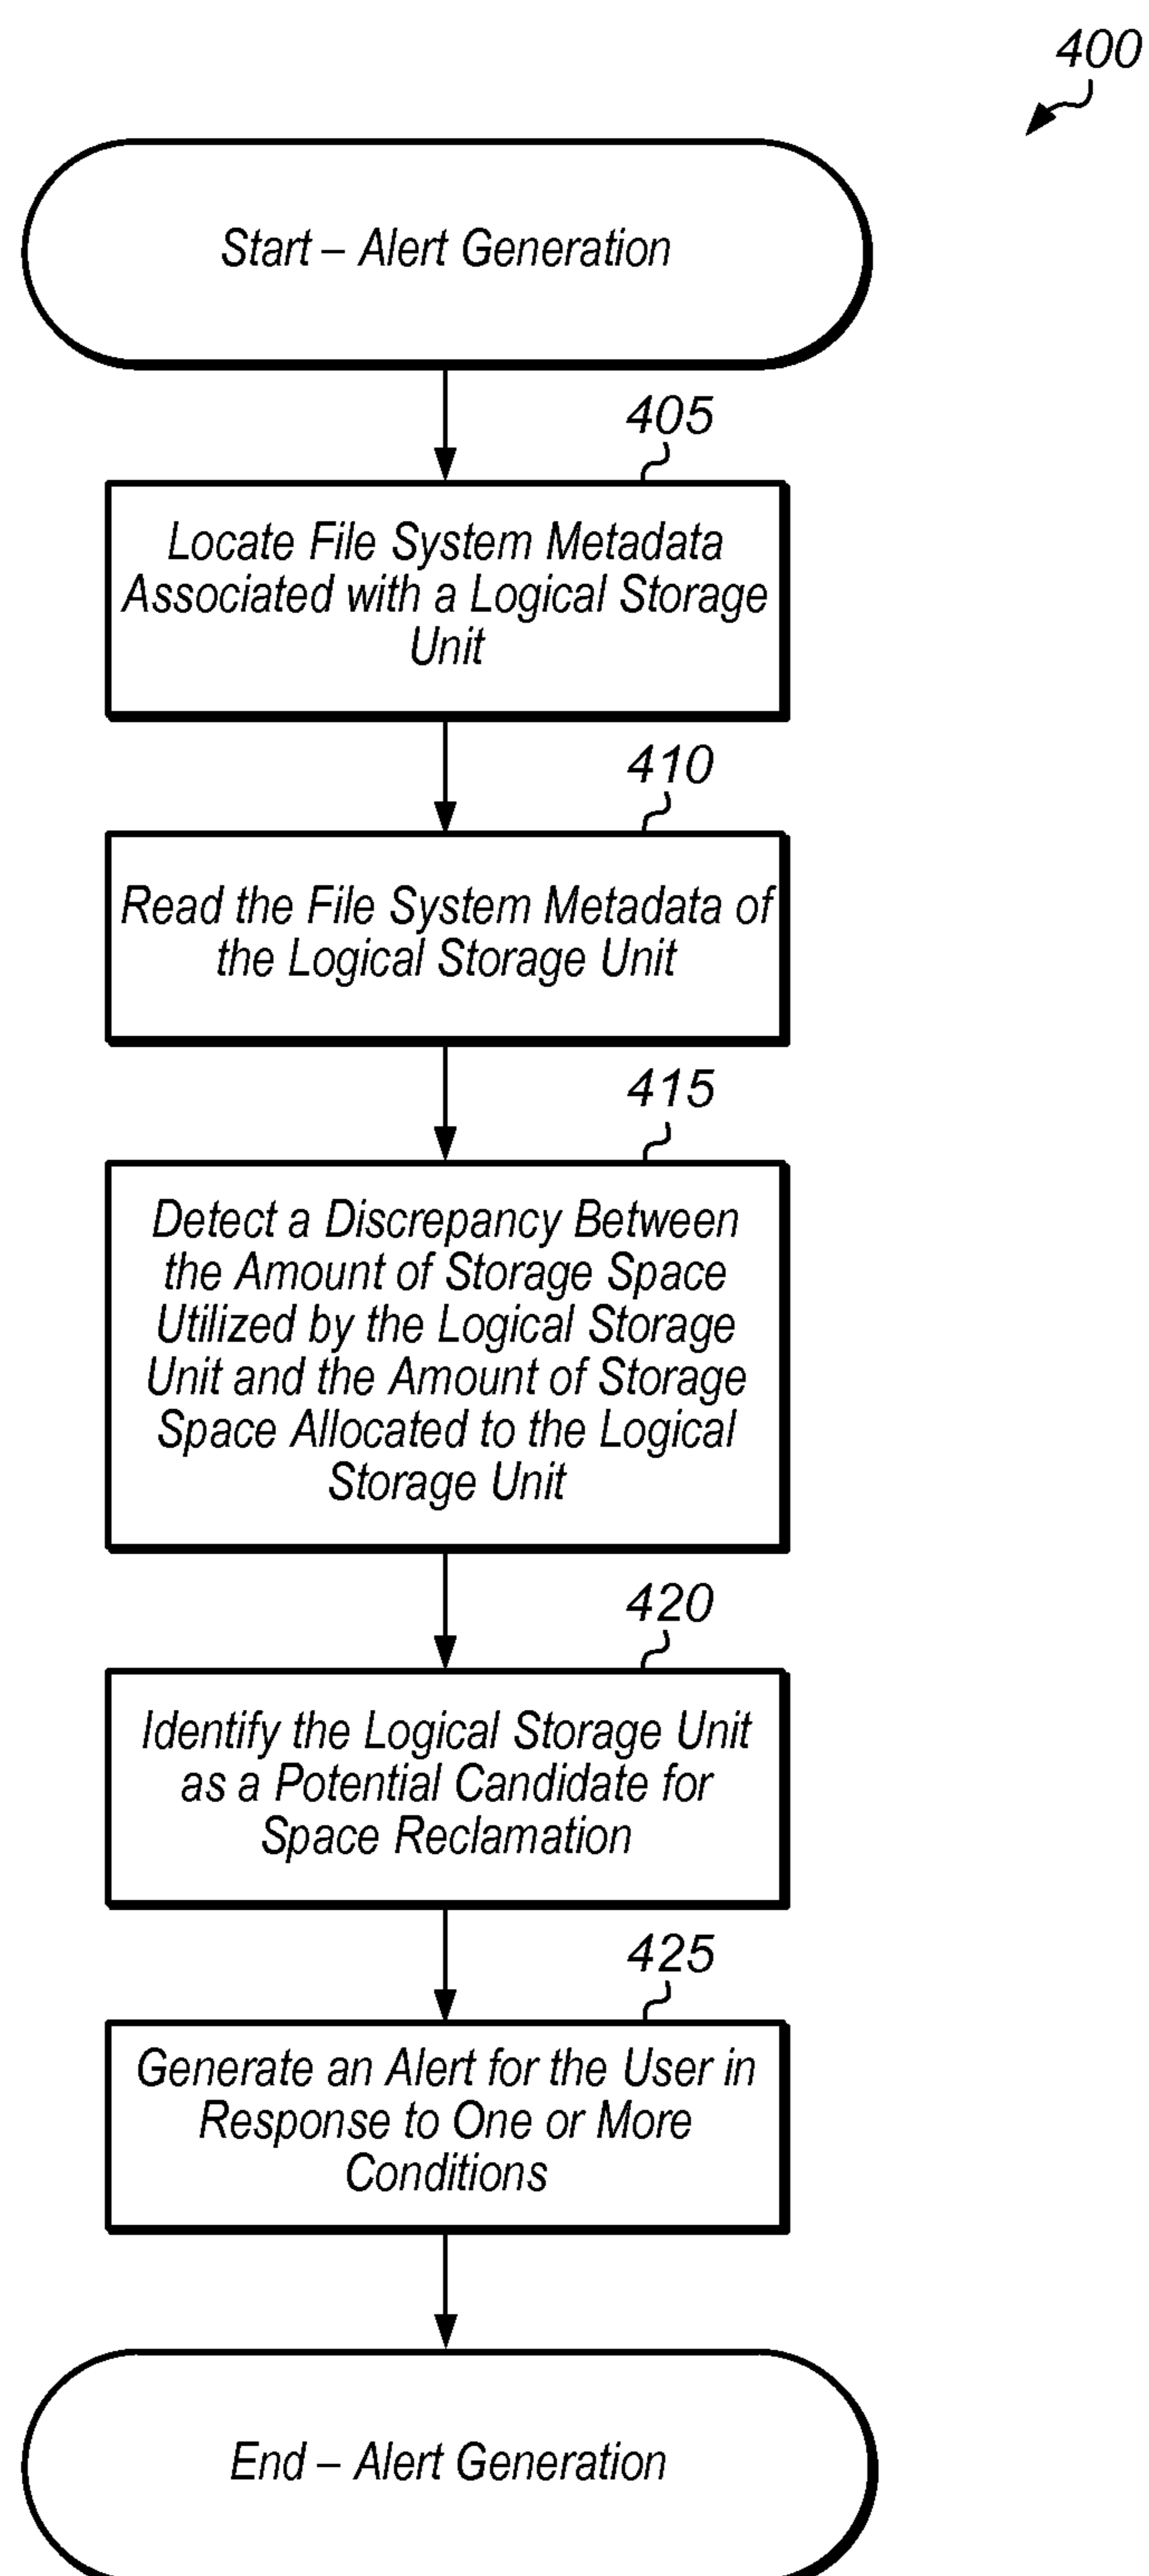 400
Start – Alert Generation
405
Locate File System Metadata
Associated with a Logical Storage
Unit
410
Read the File System Metadata of
the Logical Storage Unit
415
Detect a Discrepancy Between
the Amount of Storage Space
Utilized by the Logical Storage
Unit and the Amount of Storage
Space Allocated to the Logical
Storage Unit
420
Identify the Logical Storage Unit
as a Potential Candidate for
Space Reclamation
425
Generate an Alert for the User in
Response to One or More
Conditions
End – Alert Generation